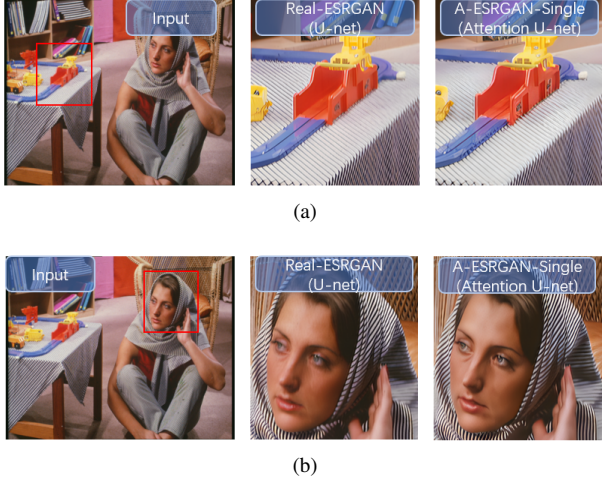 Input
Real-ESRGAN
(U-net)
A-ESRGAN-Single
(Attention U-net)
(a)
Input
Real-ESRGAN
(U-net)
A-ESRGAN-Single
(Attention U-net)
(b)